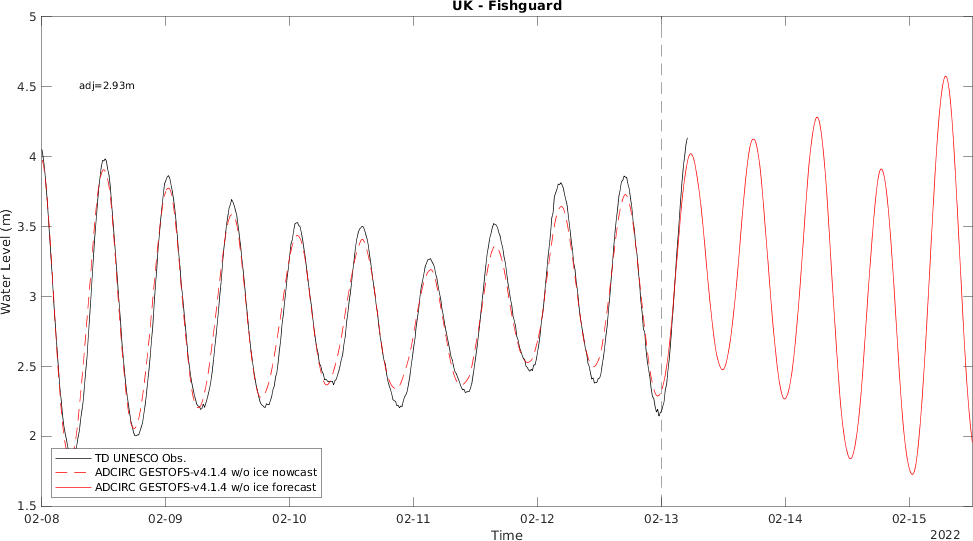 UK - Fishguard
5
4.5
4
3.5
3
2.5
2
1.5
Water Level (m)
adj=2.93m
TD UNESCO Obs.
ADCIRC GESTOFS-v4.1.4 w/o ice nowcast
ADCIRC GESTOFS-v4.1.4 w/o ice forecast
02-08 02-09 02-10 02-11 02-12 02-13 02-14 02-15
Time
2022